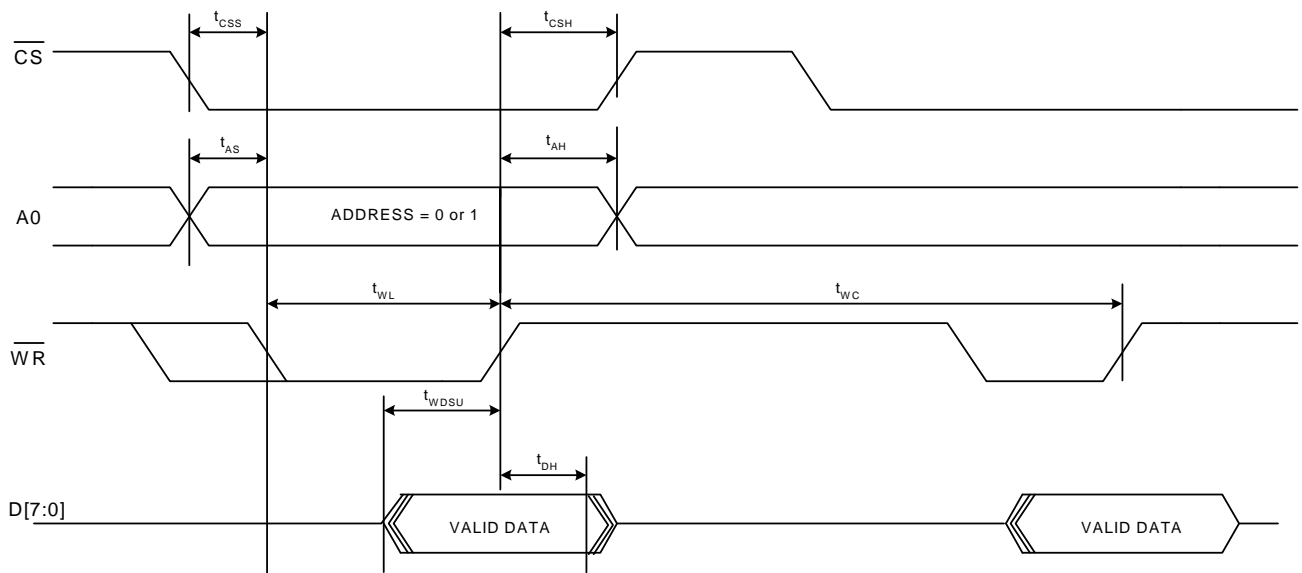 tCSS
tCSH
CS
tAS
tAH
A0
ADDRESS = 0 or 1
tWL
tWC
WR
tWDSU
tDH
D[7:0]
VALID DATA
VALID DATA